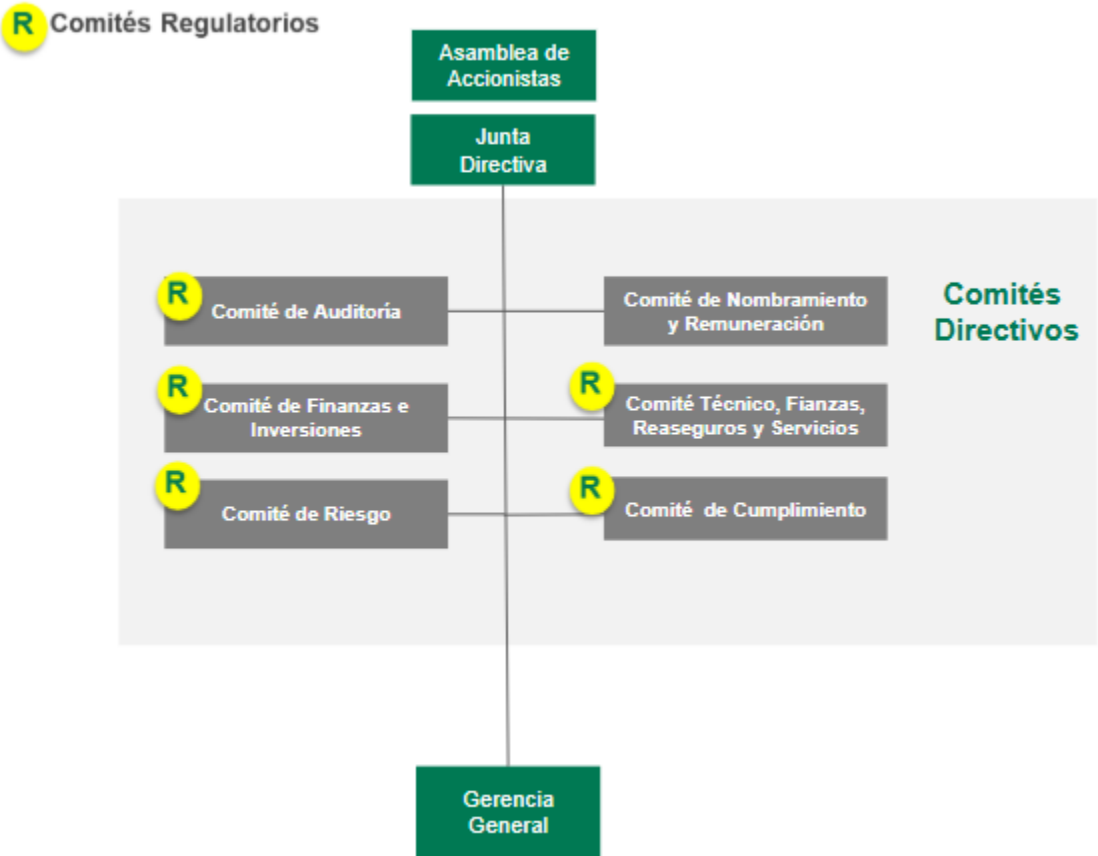 R Comités Regulatorios
Asamblea de
Accionistas
Junta
Directiva
R
Comité de Auditoría
Comité de Nombramiento
y Remuneración
Comités
Directivos
R
Comité de Finanzas e
Inversiones
R
Comité Técnico, Fianzas,
Reaseguros y Servicios
R
Comité de Riesgo
R
Comité de Cumplimiento
Gerencia
General